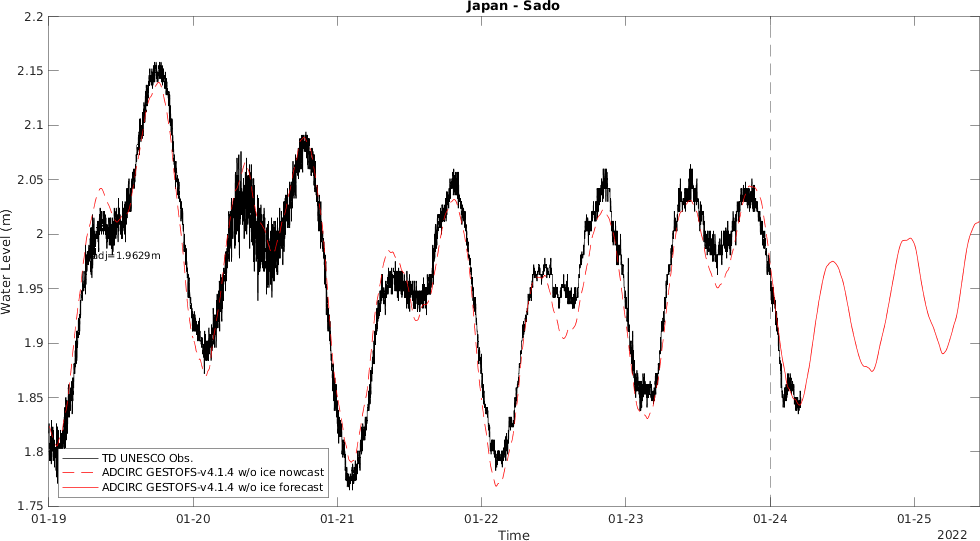 Japan - Sado
Water Level (m)
2.2
2.15
2.1
2.05
2
1.95
1.9
1.85
1.8
1.75
adj=1.9629m
TD UNESCO Obs.
ADCIRC GESTOFS-v4.1.4 w/o ice nowcast
ADCIRC GESTOFS-v4.1.4 w/o ice forecast
01-19 01-20 01-21 01-22 01-23 01-24 01-25
Time
2022